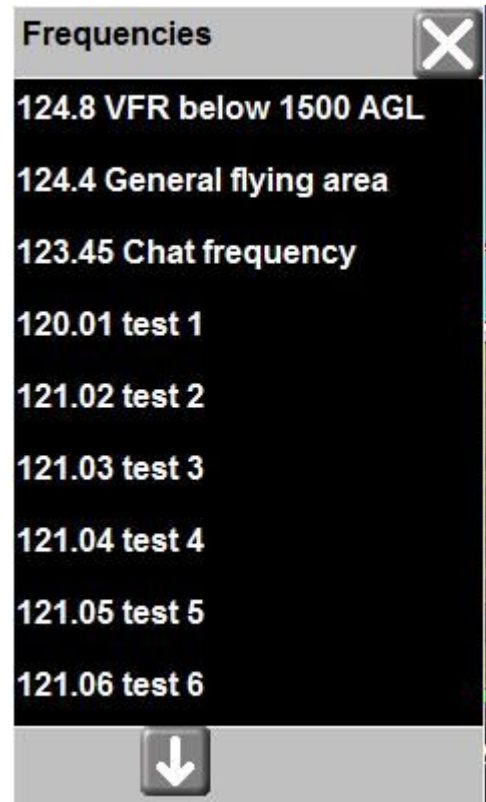 Frequencies
124.8 VFR below 1500 AGL
124.4 General flying area
123.45 Chat frequency
120.01 test 1
121.02 test 2
121.03 test 3
121.04 test 4
121.05 test 5
121.06 test 6